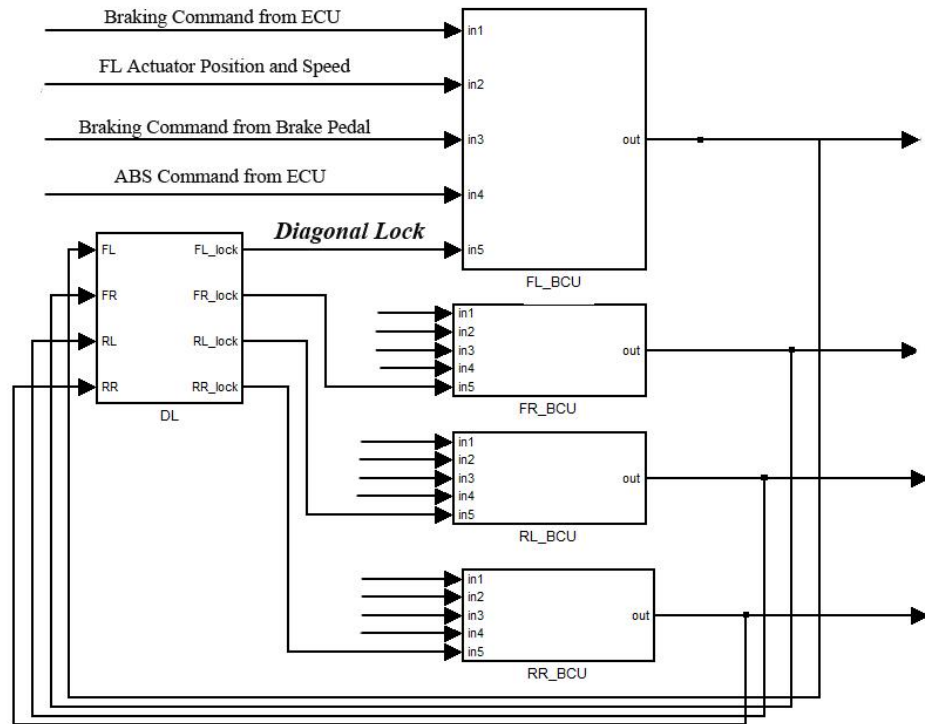 Braking Command from ECU
FL Actuator Position and Speed
Braking Command from Brake Pedal
ABS Command from ECU
Diagonal Lock
in1
in2
in3
in4
in5
out
FL_BCU
FL
FR
RL
RR
FL_lock
FR_lock
RL_lock
RR_lock
DL
in1
in2
in3
in4
in5
out
FR_BCU
in1
in2
in3
in4
in5
out
RL_BCU
in1
in2
in3
in4
in5
out
RR_BCU